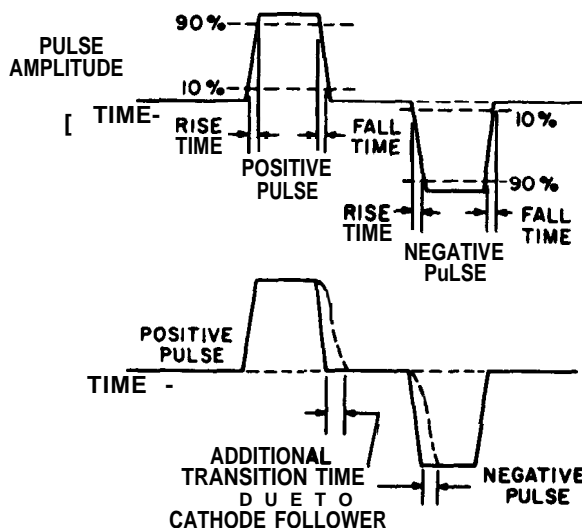 90%
PULSE
AMPLITUDE
10%
TIME-
[
RISE
TIME
FALL
TIME
POSITIVE
PULSE
10%
90%
RISE
TIME
FALL
TIME
NEGATIVE
PuLSE
POSITIVE
PULSE
TIME -
ADDITIONAL
TRANSITION TIME
D U E T O
CATHODE FOLLOWER
NEGATIVE
PULSE